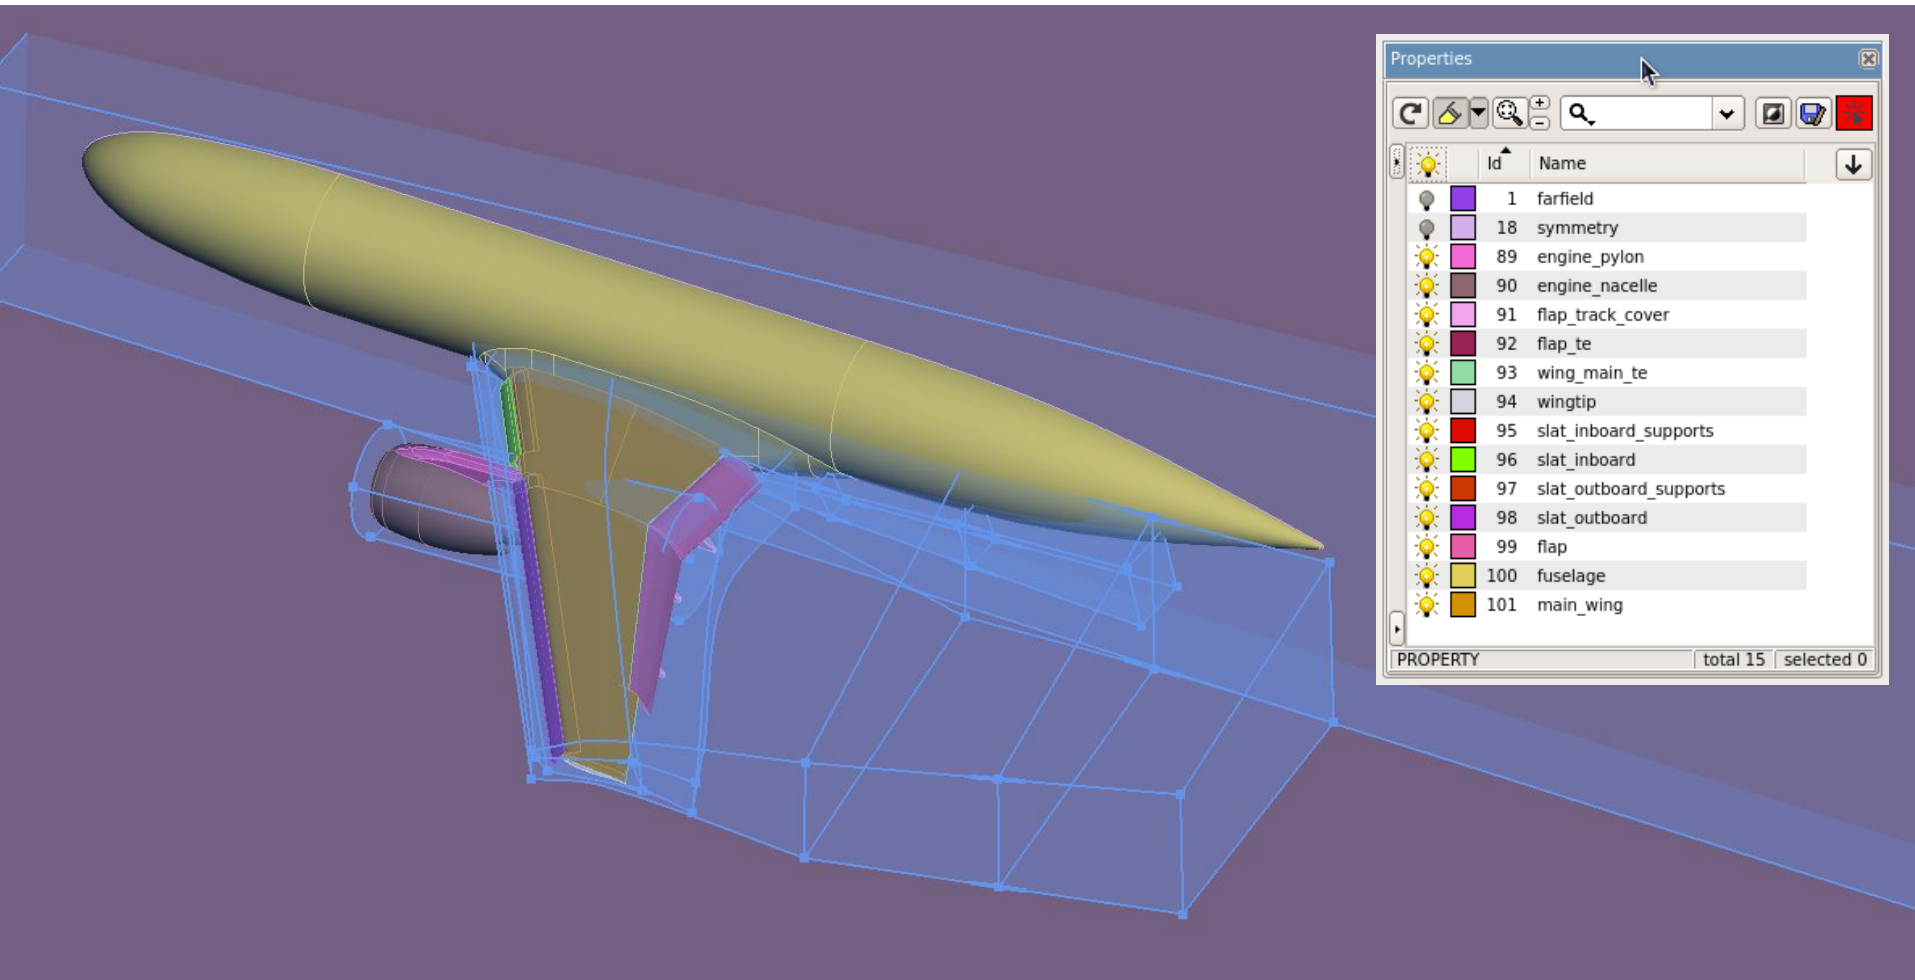 Properties
Id Name
1 farfield
18 symmetry
89 engine_pylon
90 engine_nacelle
91 flap_track_cover
92 flap_te
93 wing_main_te
94 wingtip
95 slat_inboard_supports
96 slat_inboard
97 slat_outboard_supports
98 slat_outboard
99 flap
100 fuselage
101 main_wing
PROPERTY total 15 selected 0